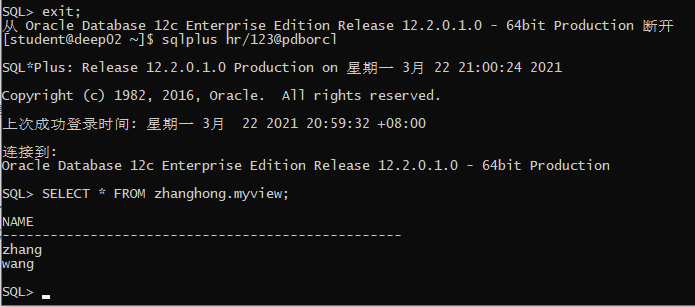 SQL> exit;
从 Oracle Database 12c Enterprise Edition Release 12.2.0.1.0 - 64bit Production 断开
[student@deep02 ~]$ sqlplus hr/123@pdborcl
SQL*Plus: Release 12.2.0.1.0 Production on 星期一 3月 22 21:00:24 2021
Copyright (c) 1982, 2016, Oracle.  All rights reserved.
上次成功登录时间: 星期一 3月  22 2021 20:59:32 +08:00
连接到:
Oracle Database 12c Enterprise Edition Release 12.2.0.1.0 - 64bit Production
SQL> SELECT * FROM zhanghong.myview;
NAME
--------------------------------------------------
zhang
wang
SQL>